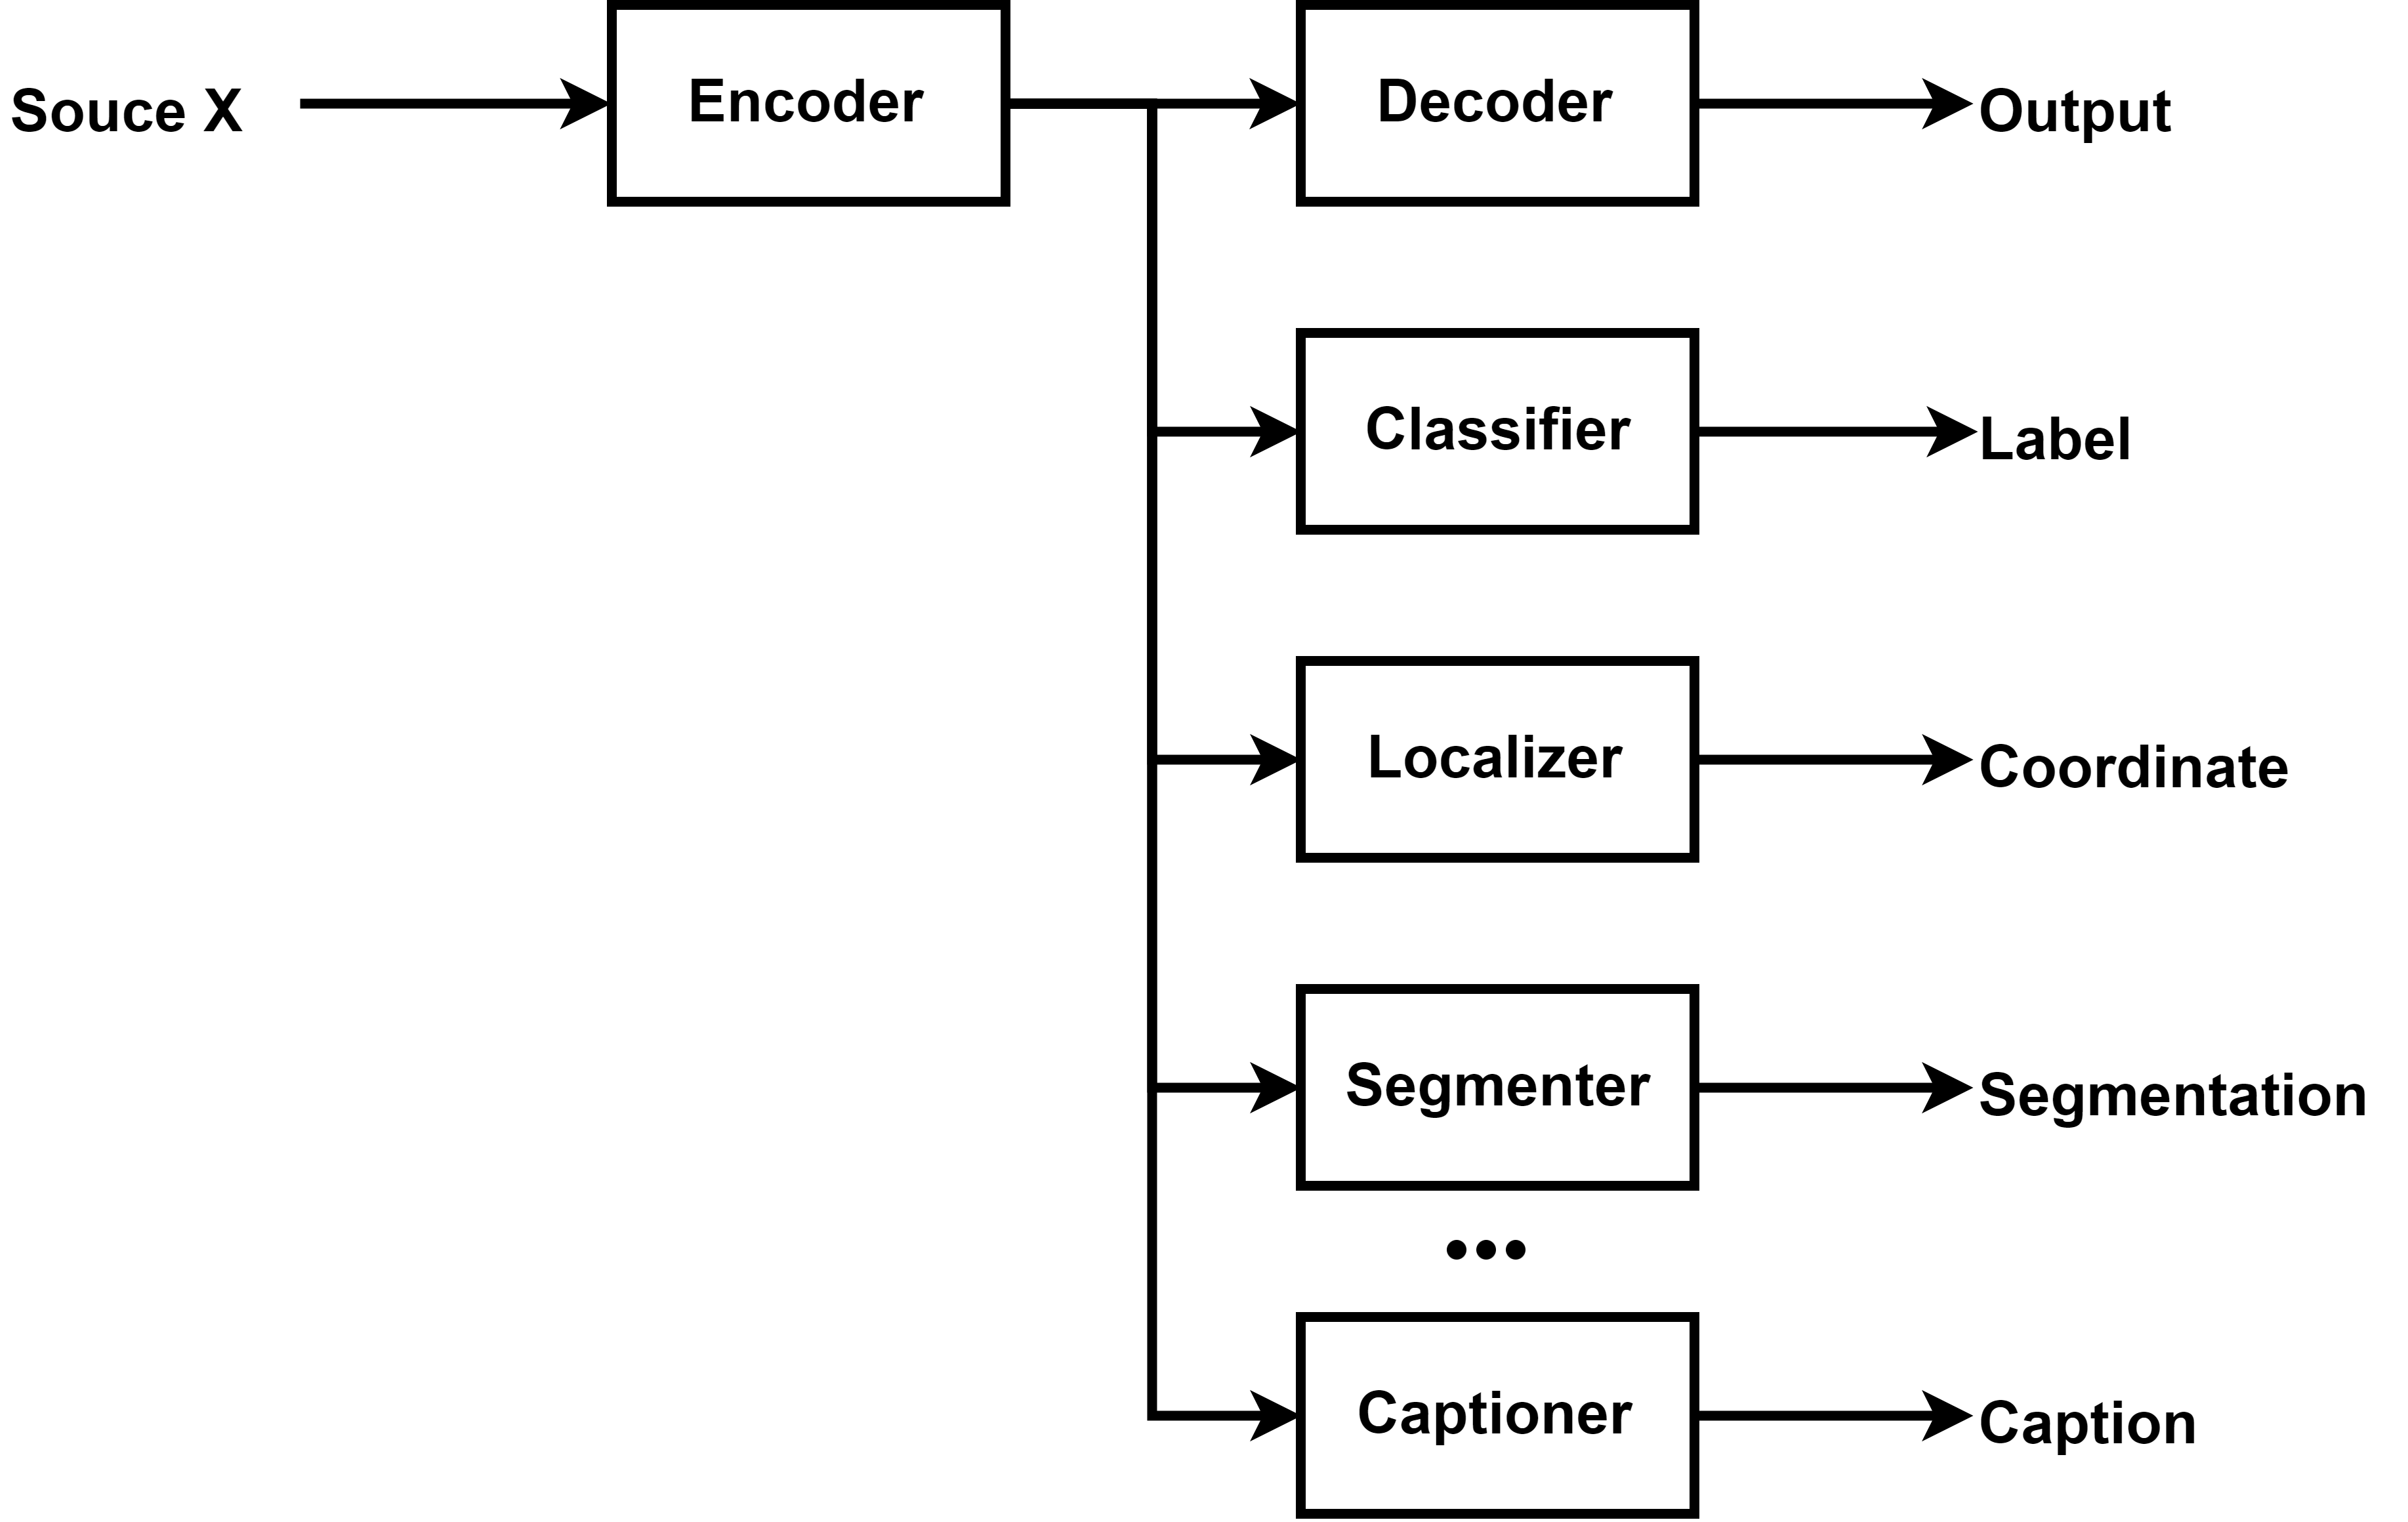 Souce X
Encoder
Decoder
Output
Classifier
Label
Localizer
Coordinate
Segmenter
Segmentation
Captioner
Caption